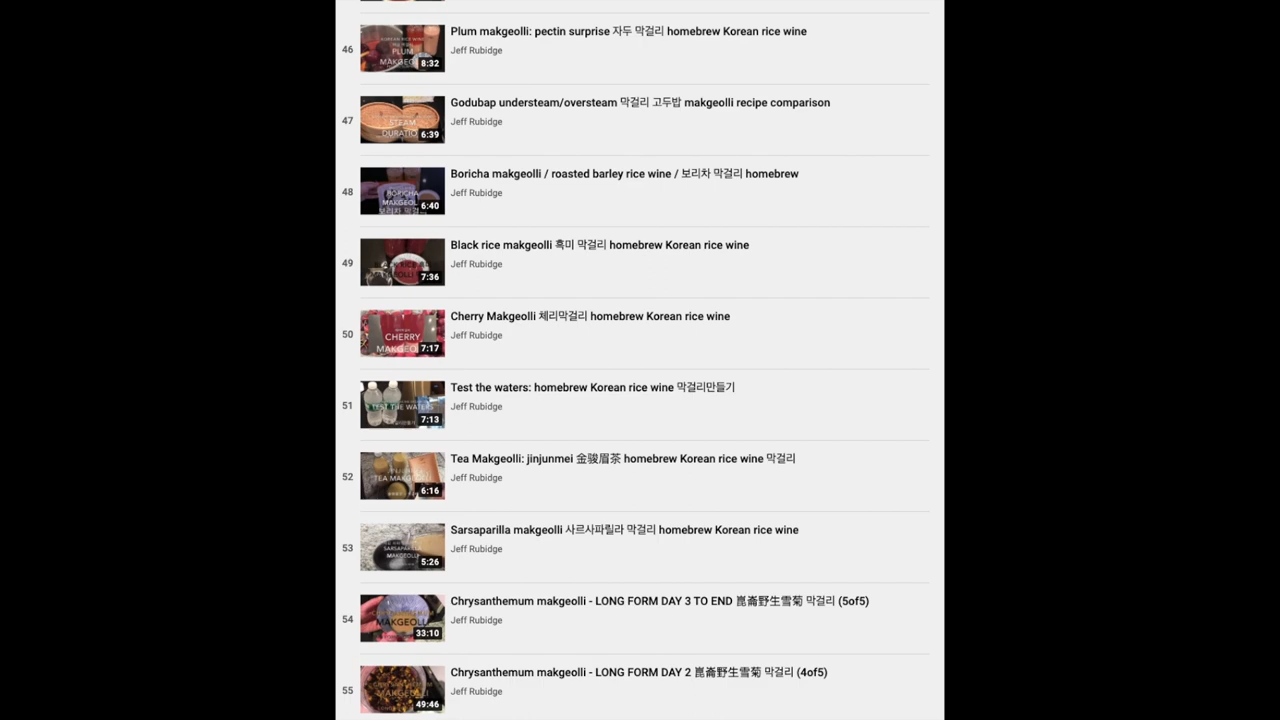 46
Plum makgeolli: pectin surprise 자두 막걸리 homebrew Korean rice wine
Jeff Rubidge
PLUM
8:32
47
Godubap understeam/oversteam 막걸리 고두밥 makgeolli recipe comparison
Jeff Rubidge
STEAM
6:39
48
Boricha makgeolli / roasted barley rice wine / 보리차 막걸리 homebrew
Jeff Rubidge
BORICHA
6:40
49
Black rice makgeolli 흑미 막걸리 homebrew Korean rice wine
Jeff Rubidge
7:36
50
Cherry Makgeolli 체리막걸리 homebrew Korean rice wine
Jeff Rubidge
CHERRY
7:17
51
Test the waters: homebrew Korean rice wine 막걸리만들기
Jeff Rubidge
TEST THE WATERS
7:13
52
Tea Makgeolli: jinjunmei 金骏眉茶 homebrew Korean rice wine 막걸리
Jeff Rubidge
6:16
53
Sarsaparilla makgeolli 사르사파릴라 막걸리 homebrew Korean rice wine
Jeff Rubidge
SARSAPARILLA
MAKGEOLLI
5:26
54
Chrysanthemum makgeolli - LONG FORM DAY 3 TO END 崑崙野生雪菊 막걸리 (5of5)
Jeff Rubidge
33:10
55
Chrysanthemum makgeolli - LONG FORM DAY 2 崑崙野生雪菊 막걸리 (4of5)
Jeff Rubidge
MAKGEOLLI
49:46